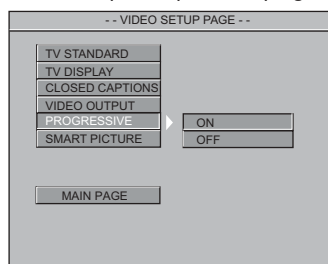 - - VIDEO SETUP PAGE - -
TV STANDARD
TV DISPLAY
CLOSED CAPTIONS
VIDEO OUTPUT
PROGRESSIVE
ON
SMART PICTURE
OFF
MAIN PAGE